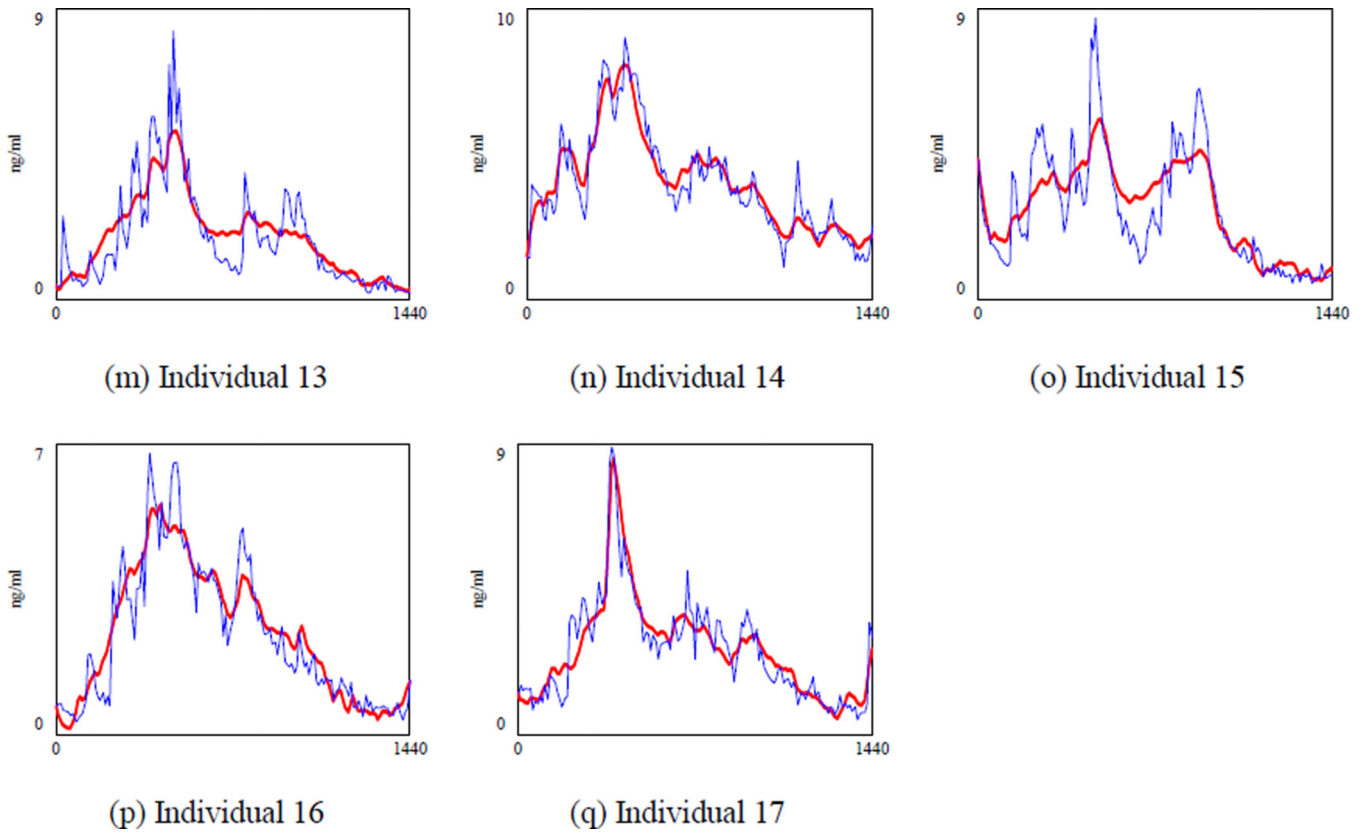 9
ng/ml
0
0 1440
(m) Individual 13
10
ng/ml
0
0 1440
(n) Individual 14
9
ng/ml
0
0 1440
(o) Individual 15
7
ng/ml
0
0 1440
(p) Individual 16
9
ng/ml
0
0 1440
(q) Individual 17